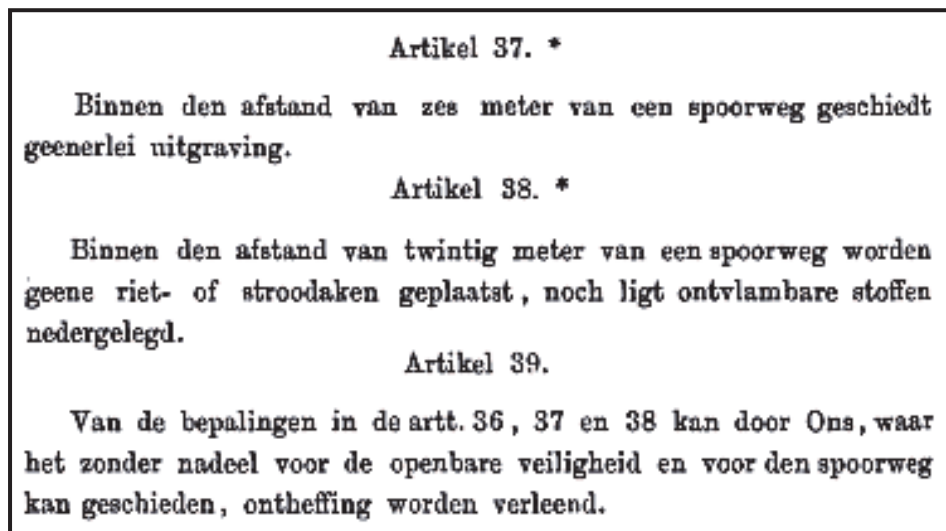 Artikel 37. *
Binnen den afstand van zes meter van een spoorweg geschiedt
geenerlei uitgraving.
Artikel 38. *
Binnen den afstand van twintig meter van een spoorweg worden
geene riet- of stroodaken geplaatst, noch ligt ontvlambare stoffen
nedergelegd.
Artikel 39.
Van de bepalingen in de artt. 36, 37 en 38 kan door Ons, waar
het zonder nadeel voor de openbare veiligheid en voor den spoorweg
kan geschieden, ontheffing worden verleend.